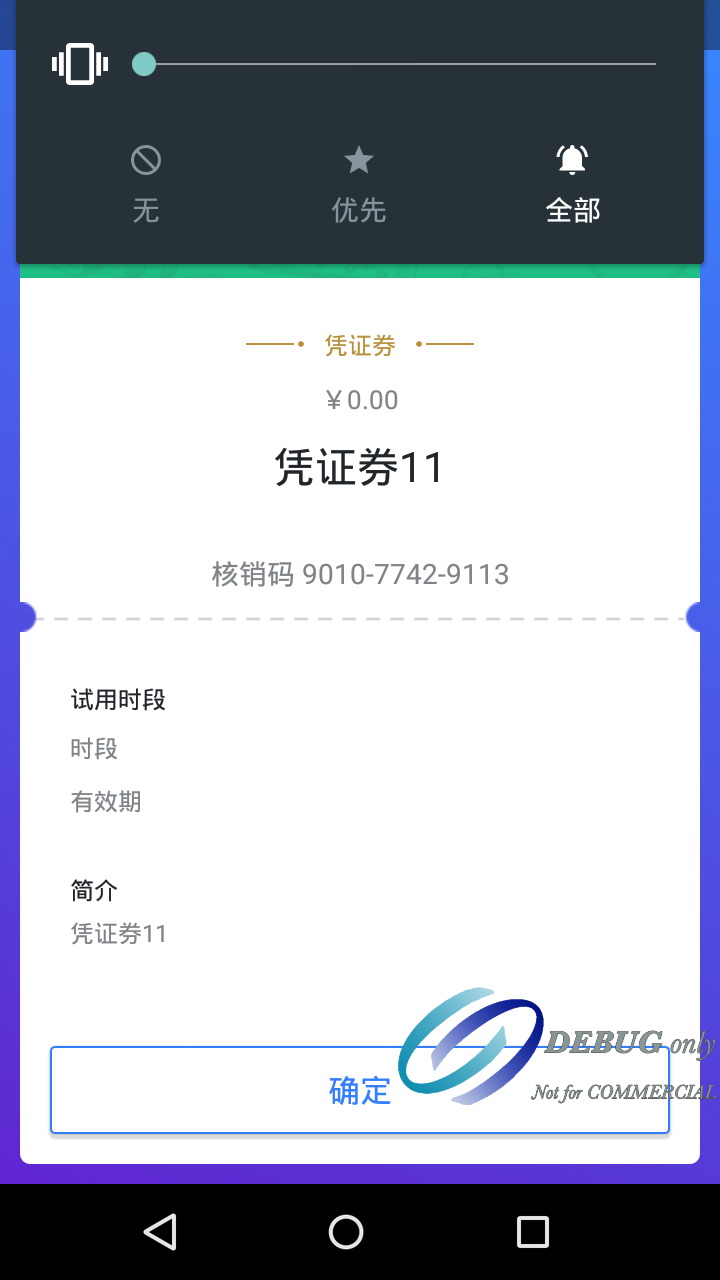 无 优先 全部
凭证券
￥0.00
凭证券11
核销码 9010-7742-9113
试用时段
时段
有效期
简介
凭证券11
DEBUG only
确定
Not for COMMERCIAL